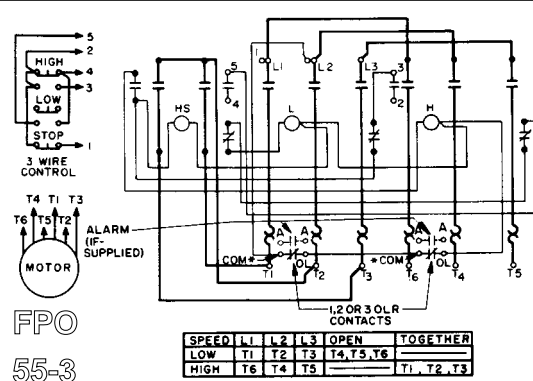 5
2
HIGH
4
3
LOW
STOP
1
3 WIRE
CONTROL
T4 T1 T3
T6 T5 T2
MOTOR
ALARM
(IF-
SUPPLIED)
FPO
55-3
1 L1 L2 L3
5
4
3
2
HS
L
H
A A
A A
COM* OL
*COM OL
T1 T2 T3 T6 T4 T5
1,2 OR 3 OLR
CONTACTS
SPEED L1 L2 L3 OPEN TOGETHER
LOW T1 T2 T3 T4,T5,T6
HIGH T6 T4 T5 T1,T2,T3